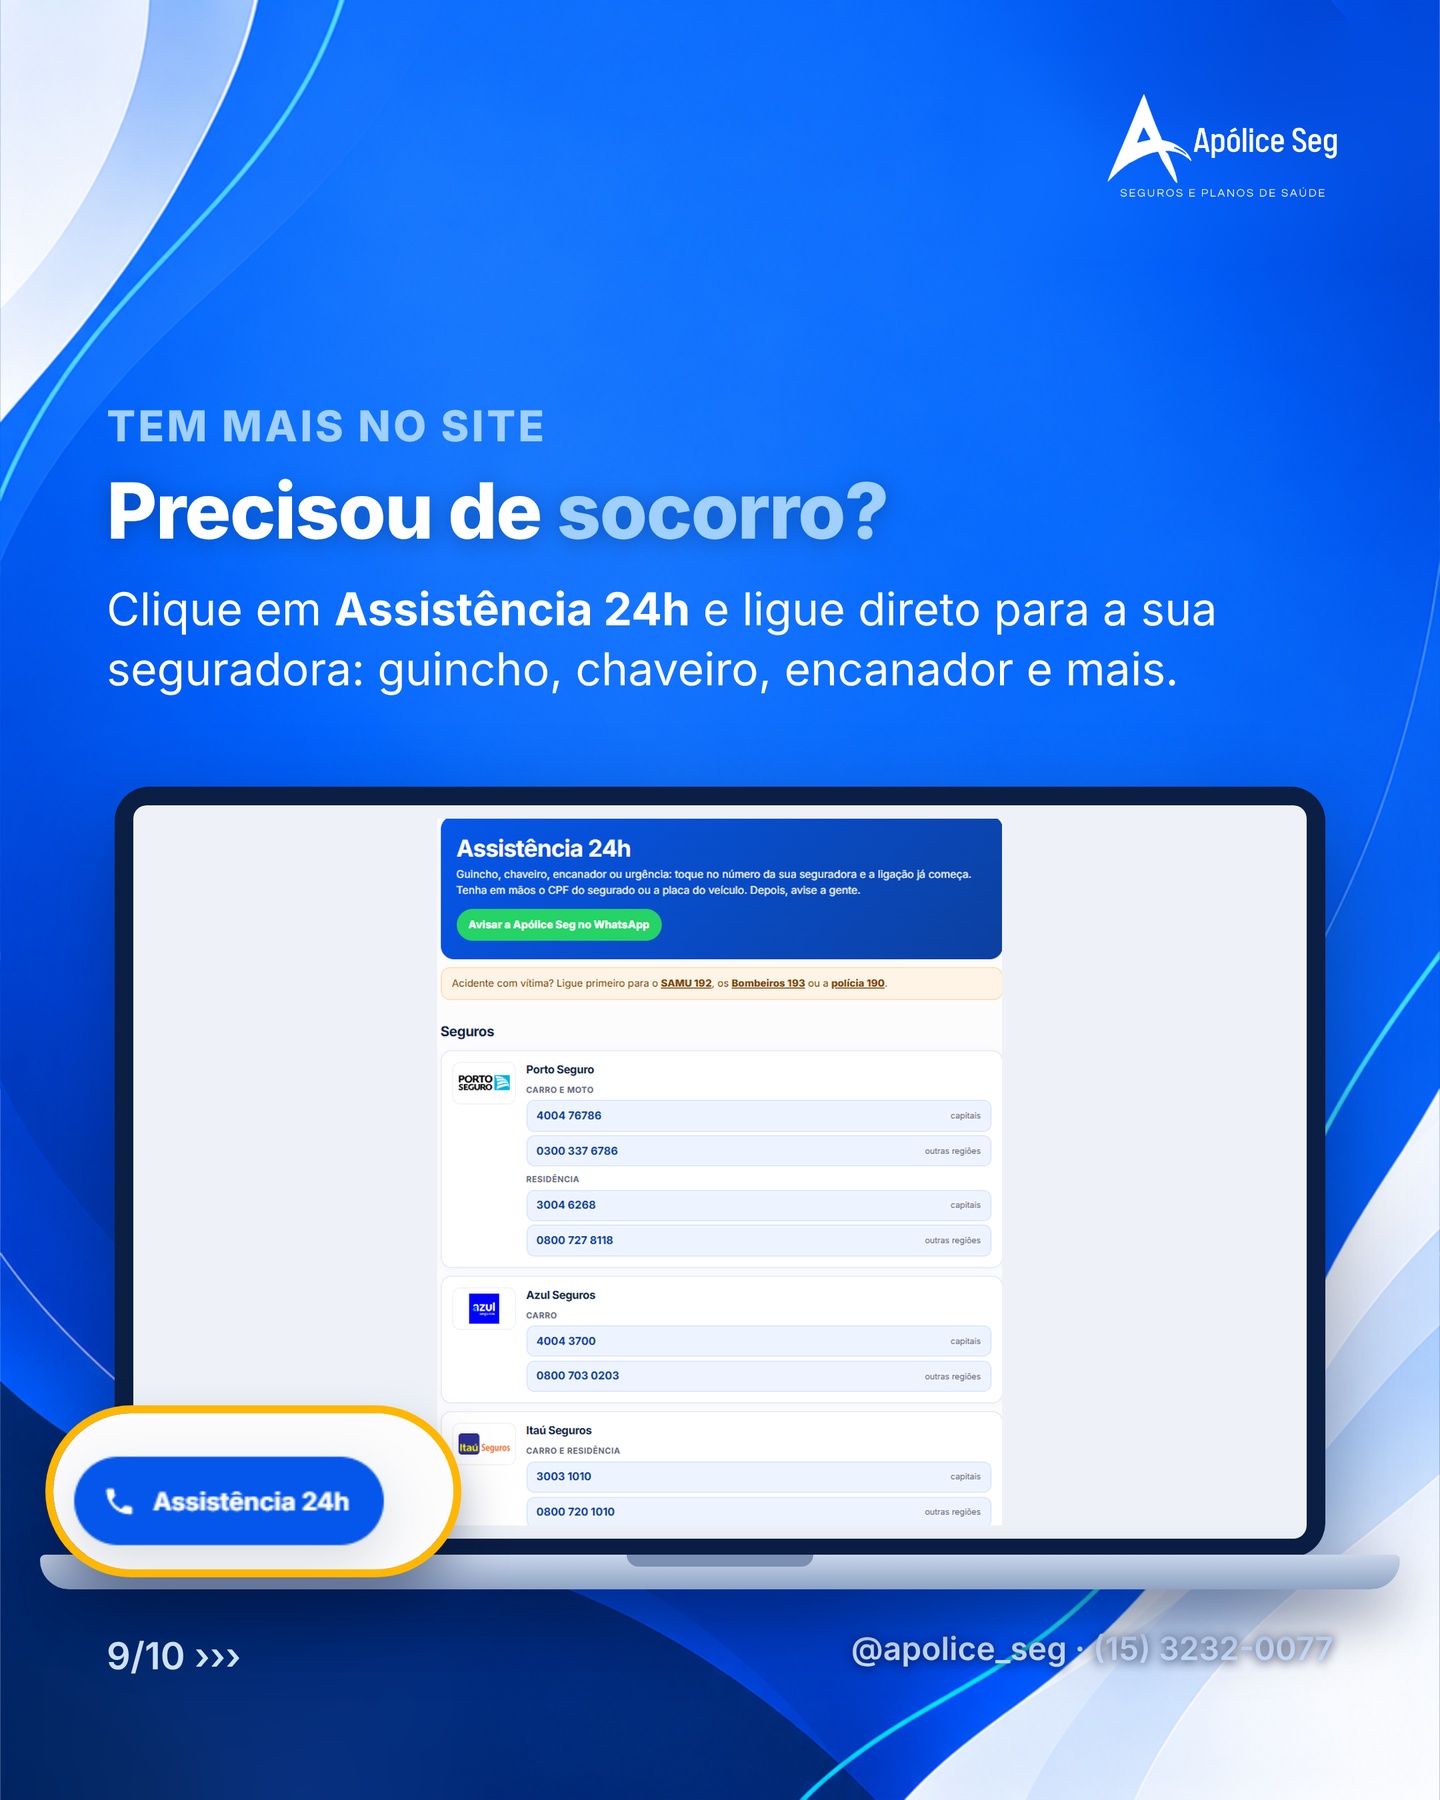 Apólice Seg
SEGUROS E PLANOS DE SAÚDE
TEM MAIS NO SITE
Precisou de socorro?
Clique em Assistência 24h e ligue direto para a sua
seguradora: guincho, chaveiro, encanador e mais.
Assistência 24h
Guincho, chaveiro, encanador ou urgência: toque no número da sua seguradora e a ligação já começa.
Tenha em mãos o CPF do segurado ou a placa do veículo. Depois, avise a gente.
Avisar a Apólice Seg no WhatsApp
Acidente com vítima? Ligue primeiro para o SAMU 192, os Bombeiros 193 ou a polícia 190.
Seguros
PORTO
SEGURO
Porto Seguro
CARRO E MOTO
4004 76786 capitais
0300 337 6786 outras regiões
RESIDÊNCIA
3004 6268 capitais
0800 727 8118 outras regiões
azul
seguros
Azul Seguros
CARRO
4004 3700 capitais
0800 703 0203 outras regiões
Itaú Seguros
Itaú Seguros
CARRO E RESIDÊNCIA
3003 1010 capitais
0800 720 1010 outras regiões
Assistência 24h
9/10 ›››
@apolice_seg · (15) 3232-0077